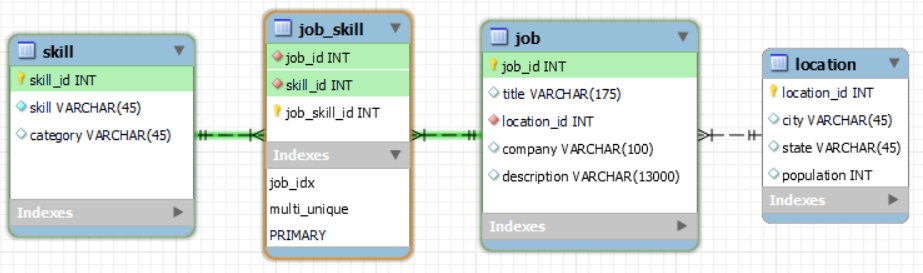 skill
skill_id INT
skill VARCHAR(45)
category VARCHAR(45)
Indexes
job_skill
job_id INT
skill_id INT
job_skill_id INT
Indexes
job_idx
multi_unique
PRIMARY
job
job_id INT
title VARCHAR(175)
location_id INT
company VARCHAR(100)
description VARCHAR(13000)
Indexes
location
location_id INT
city VARCHAR(45)
state VARCHAR(45)
population INT
Indexes